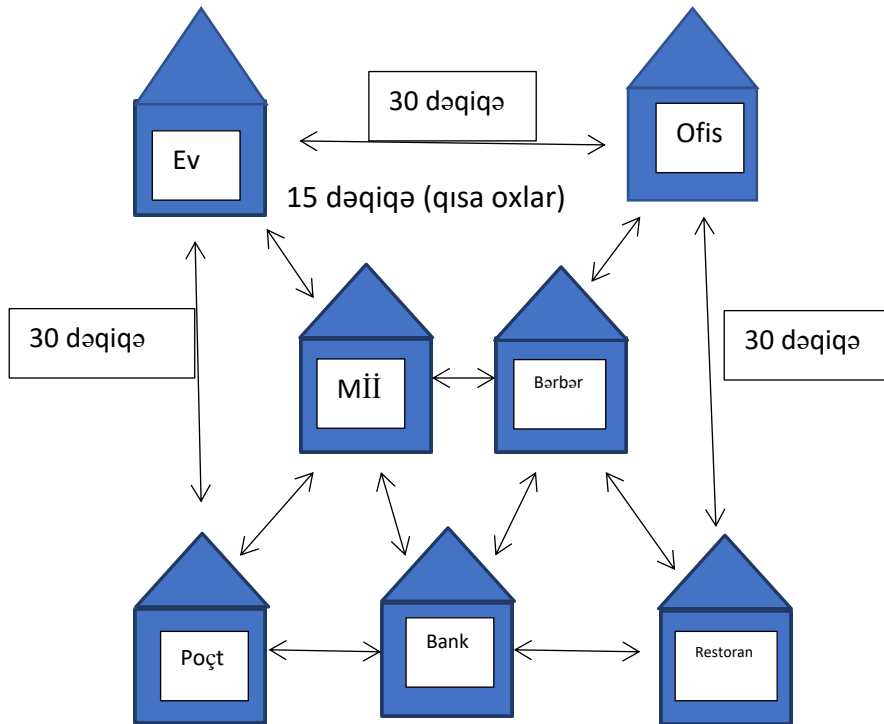 30 dəqiqə
Ofis
Ev
15 dəqiqə (qısa oxlar)
30 dəqiqə
30 dəqiqə
Mİİ
Bərbər
Poçt
Bank
Restoran